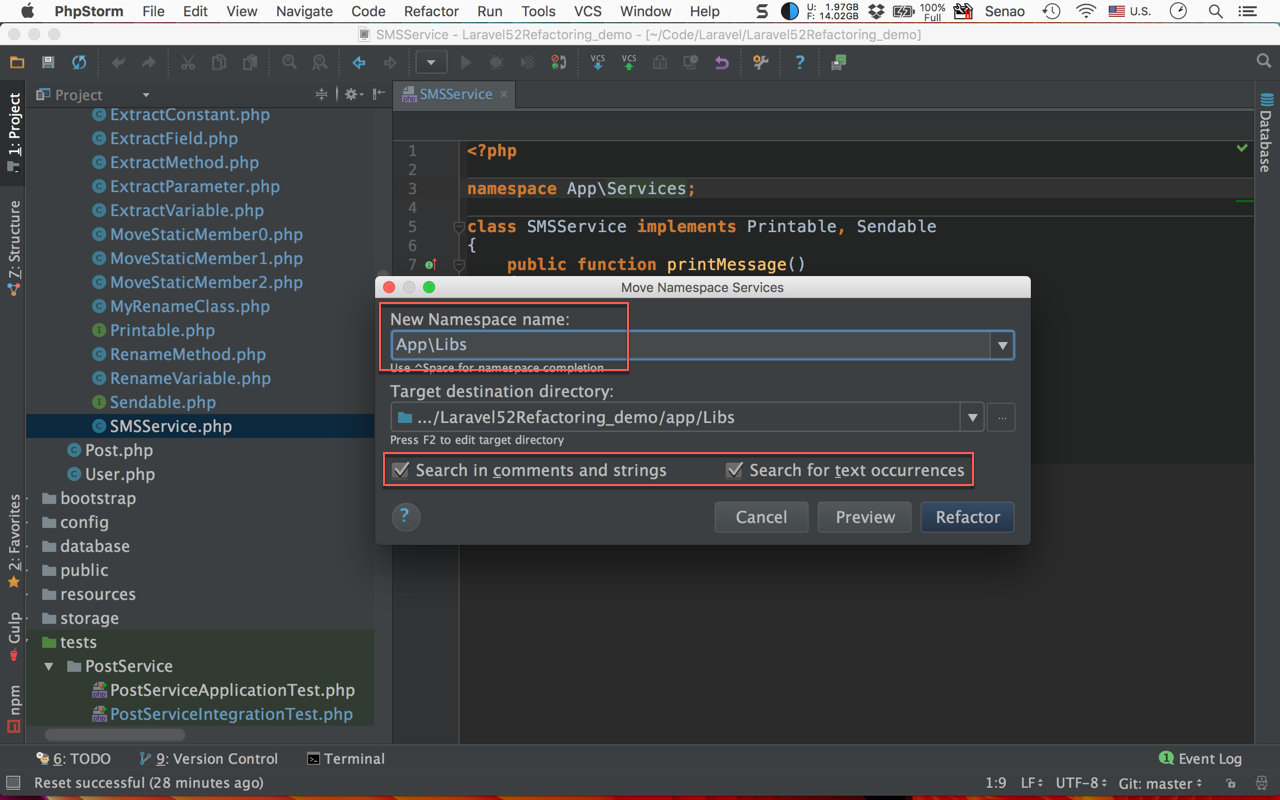 PhpStorm File Edit View Navigate Code Refactor Run Tools VCS Window Help U: 1.97GB F: 14.02GB 100% Full Senao U.S.
SMSService - Laravel52Refactoring_demo - [~/Code/Laravel/Laravel52Refactoring_demo]
VCS VCS ?
Project
SMSService ×
1: Project
Z: Structure
2: Favorites
Gulp
npm
Database
ExtractConstant.php
ExtractField.php
ExtractMethod.php
ExtractParameter.php
ExtractVariable.php
MoveStaticMember0.php
MoveStaticMember1.php
MoveStaticMember2.php
MyRenameClass.php
Printable.php
RenameMethod.php
RenameVariable.php
Sendable.php
SMSService.php
Post.php
User.php
bootstrap
config
database
public
resources
storage
tests
PostService
PostServiceApplicationTest.php
PostServiceIntegrationTest.php
1 <?php
2
3 namespace App\Services;
4
5 class SMSService implements Printable, Sendable
6 {
7 public function printMessage()
Move Namespace Services
New Namespace name:
App\Libs
Use ^Space for namespace completion
Target destination directory:
.../Laravel52Refactoring_demo/app/Libs
...
Press F2 to edit target directory
Search in comments and strings Search for text occurrences
? Cancel Preview Refactor
6: TODO 9: Version Control Terminal 1 Event Log
Reset successful (28 minutes ago) 1:9 LF UTF-8 Git: master